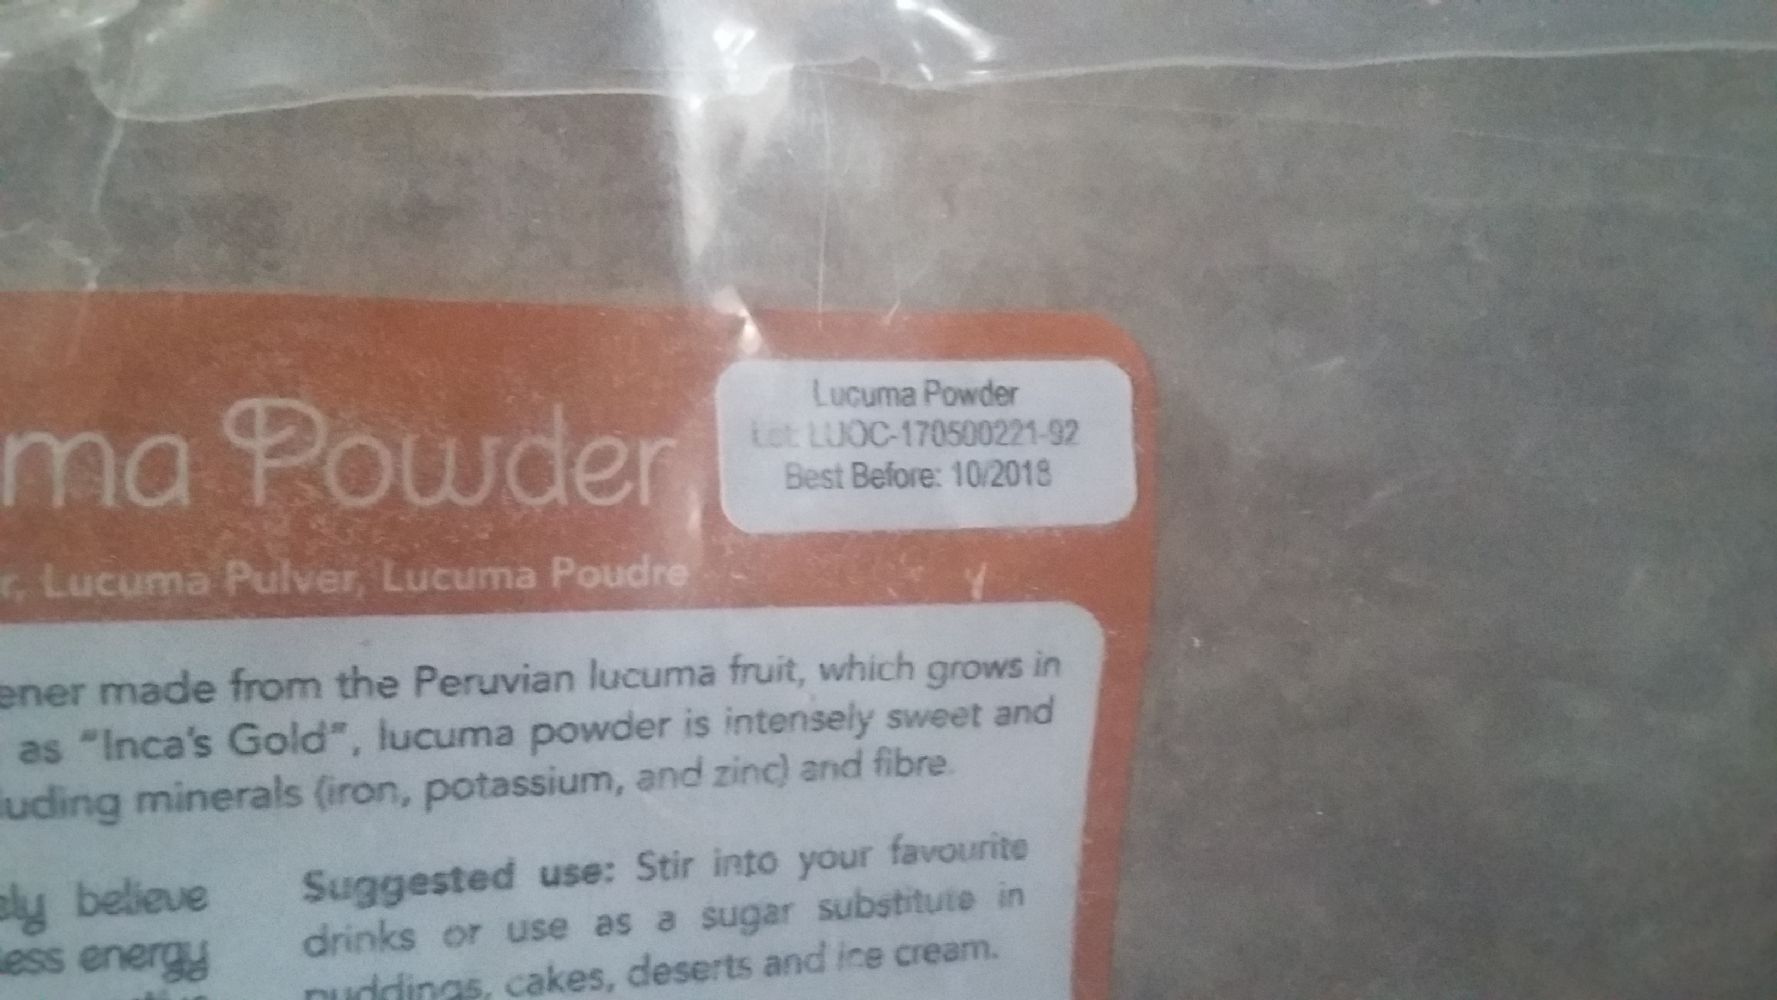 Lucuma Powder
Lot: LUOC-170500221-92
Best Before: 10/2018
ma Powder
r, Lucuma Pulver, Lucuma Poudre
ener made from the Peruvian lucuma fruit, which grows in
as "Inca's Gold", lucuma powder is intensely sweet and
luding minerals (iron, potassium, and zinc) and fibre.
ely believe
less energy
Suggested use: Stir into your favourite
drinks or use as a sugar substitute in
puddings, cakes, deserts and ice cream.